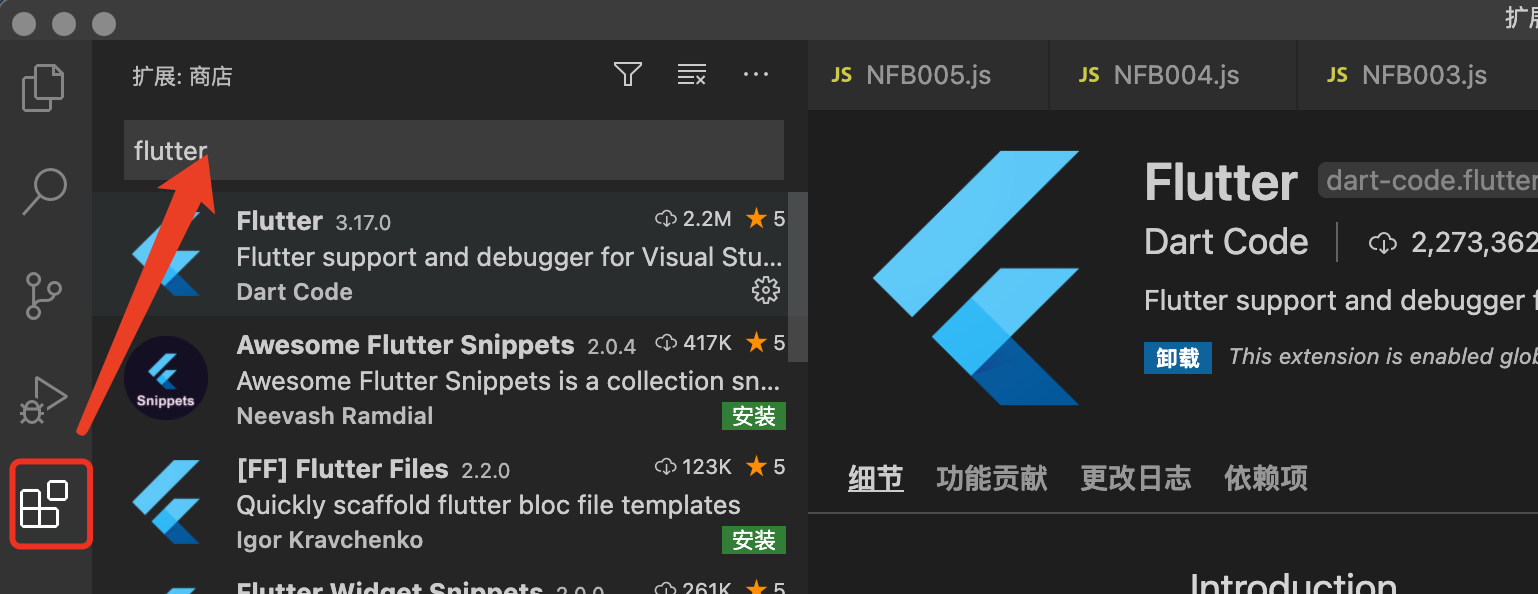 扩展: 商店
flutter
Flutter 3.17.0 2.2M 5
Flutter support and debugger for Visual Stu...
Dart Code
Awesome Flutter Snippets 2.0.4 417K 5
Awesome Flutter Snippets is a collection sn...
Neevash Ramdial
安装
Snippets
[FF] Flutter Files 2.2.0 123K 5
Quickly scaffold flutter bloc file templates
Igor Kravchenko
安装
Flutter Widget Snippets 2.0.0 261K 5
扩展
JS NFB005.js
JS NFB004.js
JS NFB003.js
Flutter dart-code.flutter
Dart Code 2,273,362
Flutter support and debugger f
卸载 This extension is enabled glob
细节 功能贡献 更改日志 依赖项
Introduction